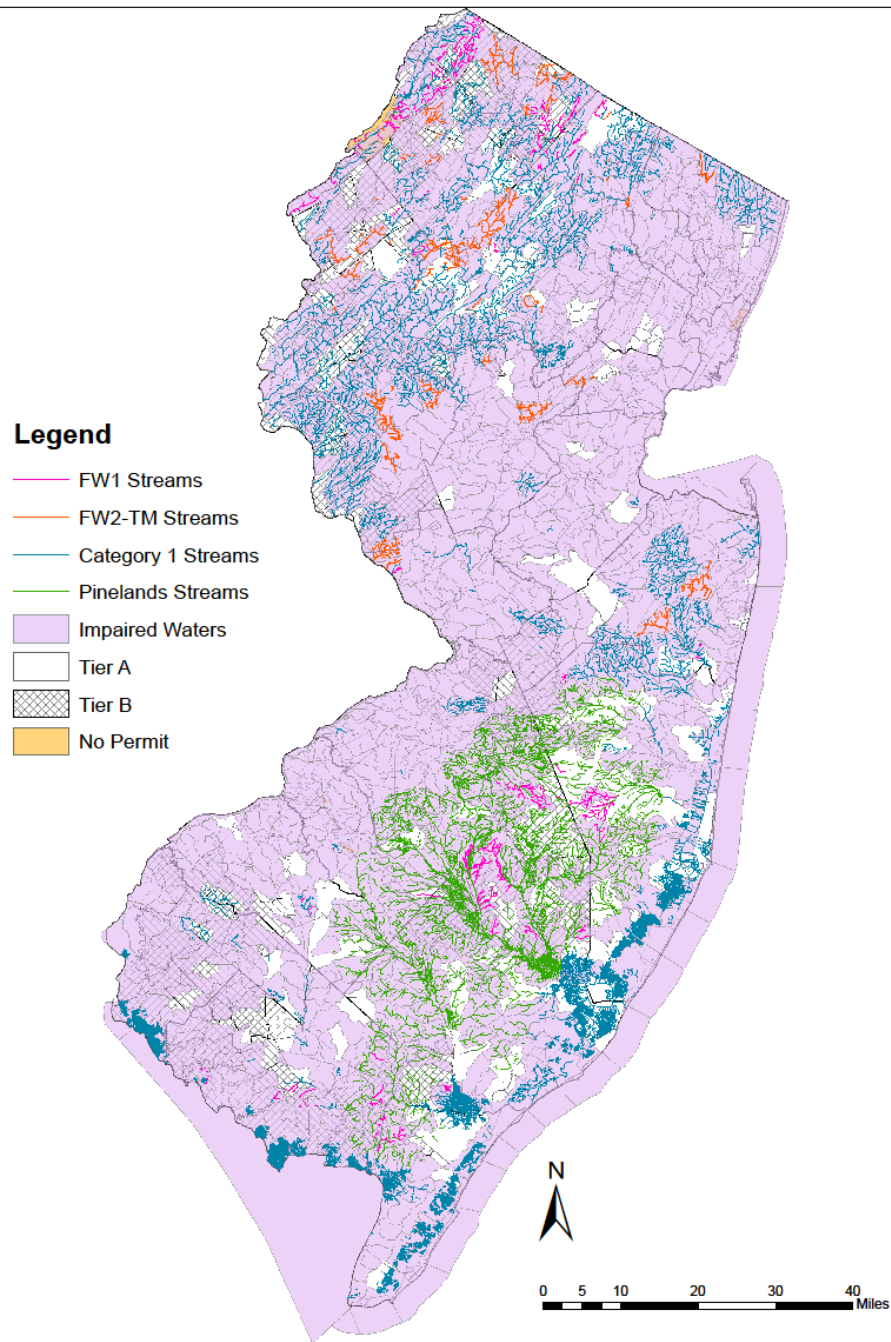 Legend
FW1 Streams
FW2-TM Streams
Category 1 Streams
Pinelands Streams
Impaired Waters
Tier A
Tier B
No Permit
N
0 5 10 20 30 40
Miles